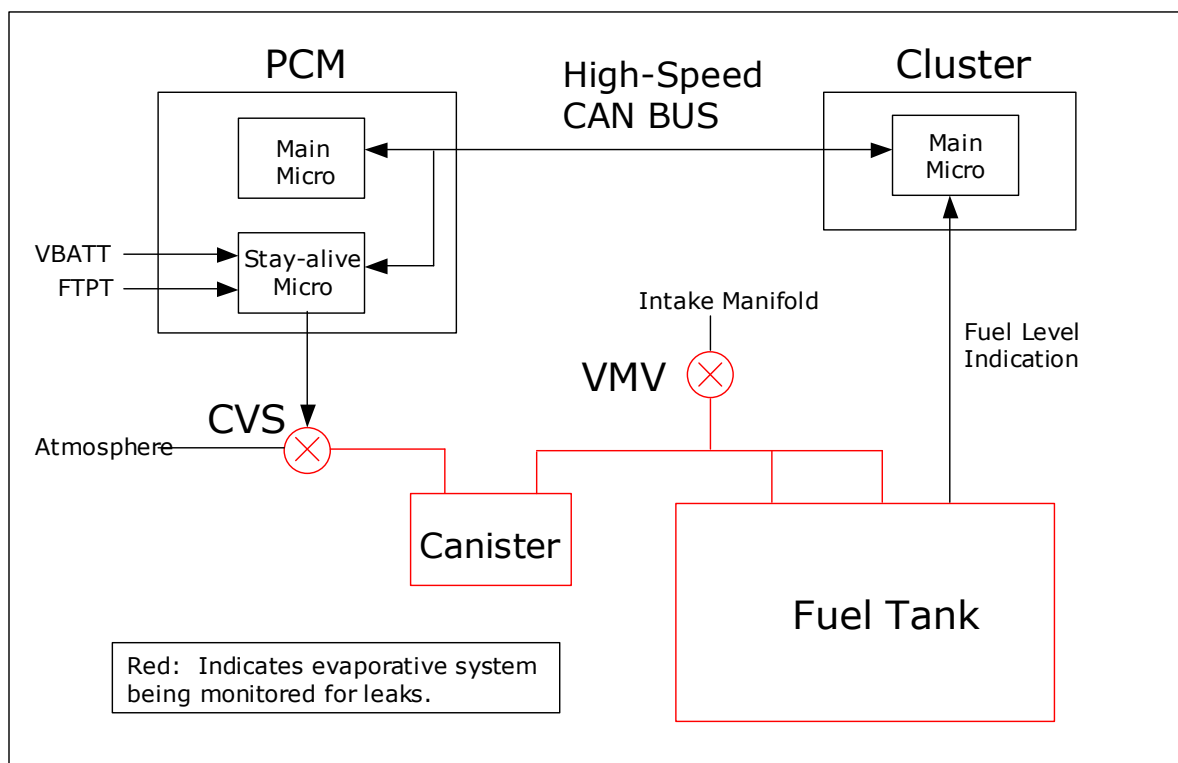 PCM
High-Speed
CAN BUS
Cluster
Main
Micro
Main
Micro
VBATT
FTPT
Stay-alive
Micro
Intake Manifold
Fuel Level
Indication
VMV
CVS
Atmosphere
Canister
Fuel Tank
Red:  Indicates evaporative system
being monitored for leaks.